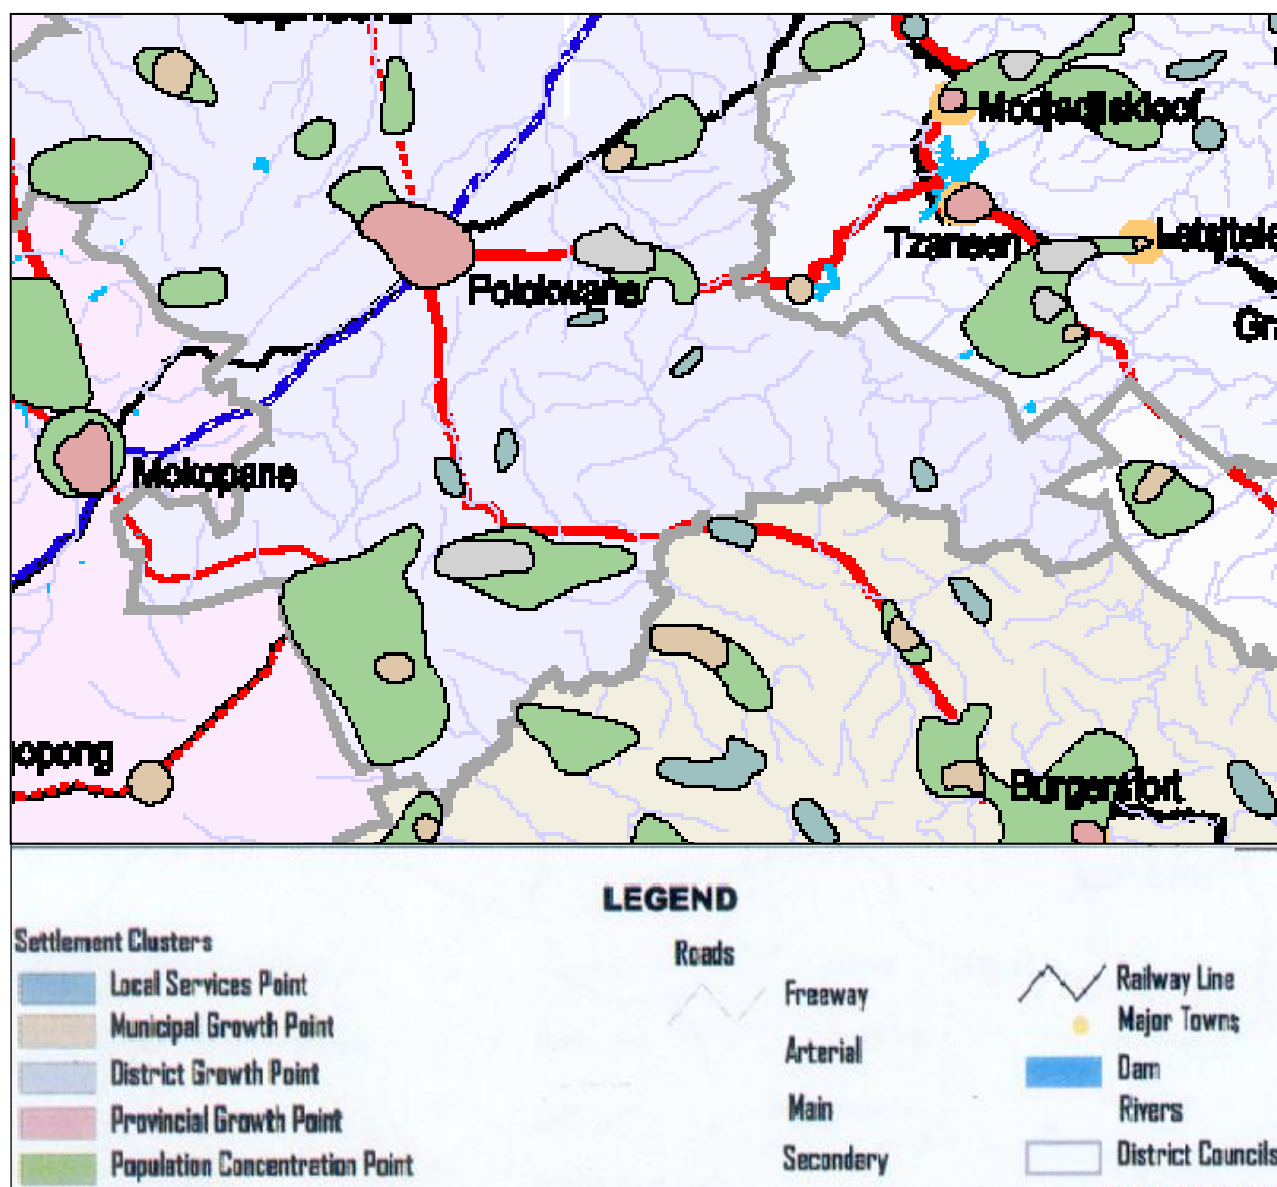 Modjadjiskloof
Tzaneen
Polokwane
Mokopane
Burgersfort
LEGEND
Settlement Clusters
Local Services Point
Municipal Growth Point
District Growth Point
Provincial Growth Point
Population Concentration Point
Roads
Freeway
Arterial
Main
Secondary
Railway Line
Major Towns
Dam
Rivers
District Councils